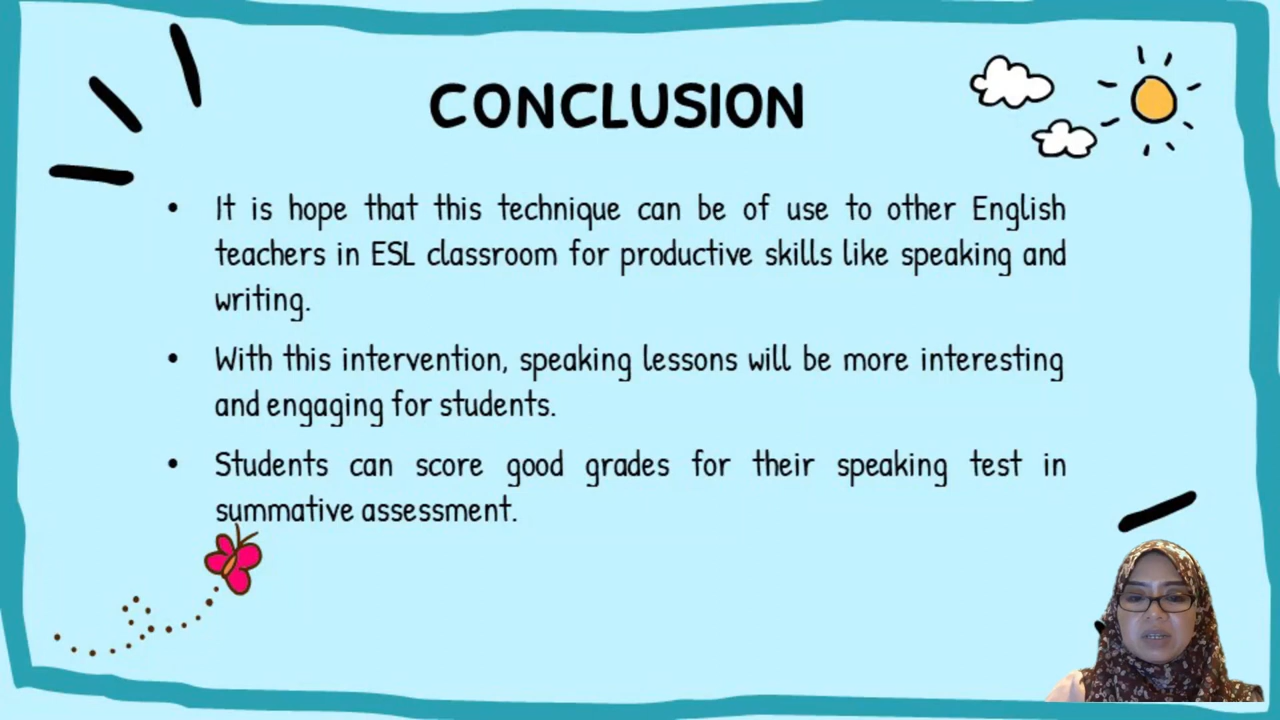 CONCLUSION
• It is hope that this technique can be of use to other English
teachers in ESL classroom for productive skills like speaking and
writing.
• With this intervention, speaking lessons will be more interesting
and engaging for students.
• Students can score good grades for their speaking test in
summative assessment.